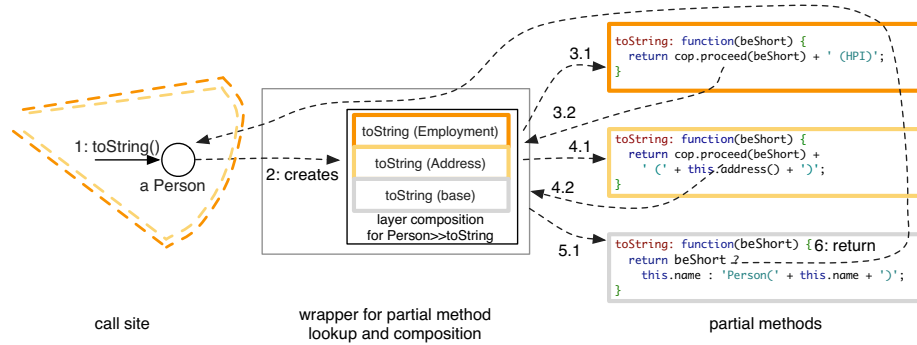 3.1
toString: function(beShort) {
return cop.proceed(beShort) + ' (HPI)';
}
3.2
toString (Employment)
1: toString()
toString (Address)
4.1
toString: function(beShort) {
return cop.proceed(beShort) +
' (' + this.address() + ')';
}
2: creates
a Person
toString (base)
4.2
layer composition
for Person>>toString
5.1
toString: function(beShort) {
6: return
return beShort ?
this.name : 'Person(' + this.name + ')';
}
call site
wrapper for partial method
lookup and composition
partial methods